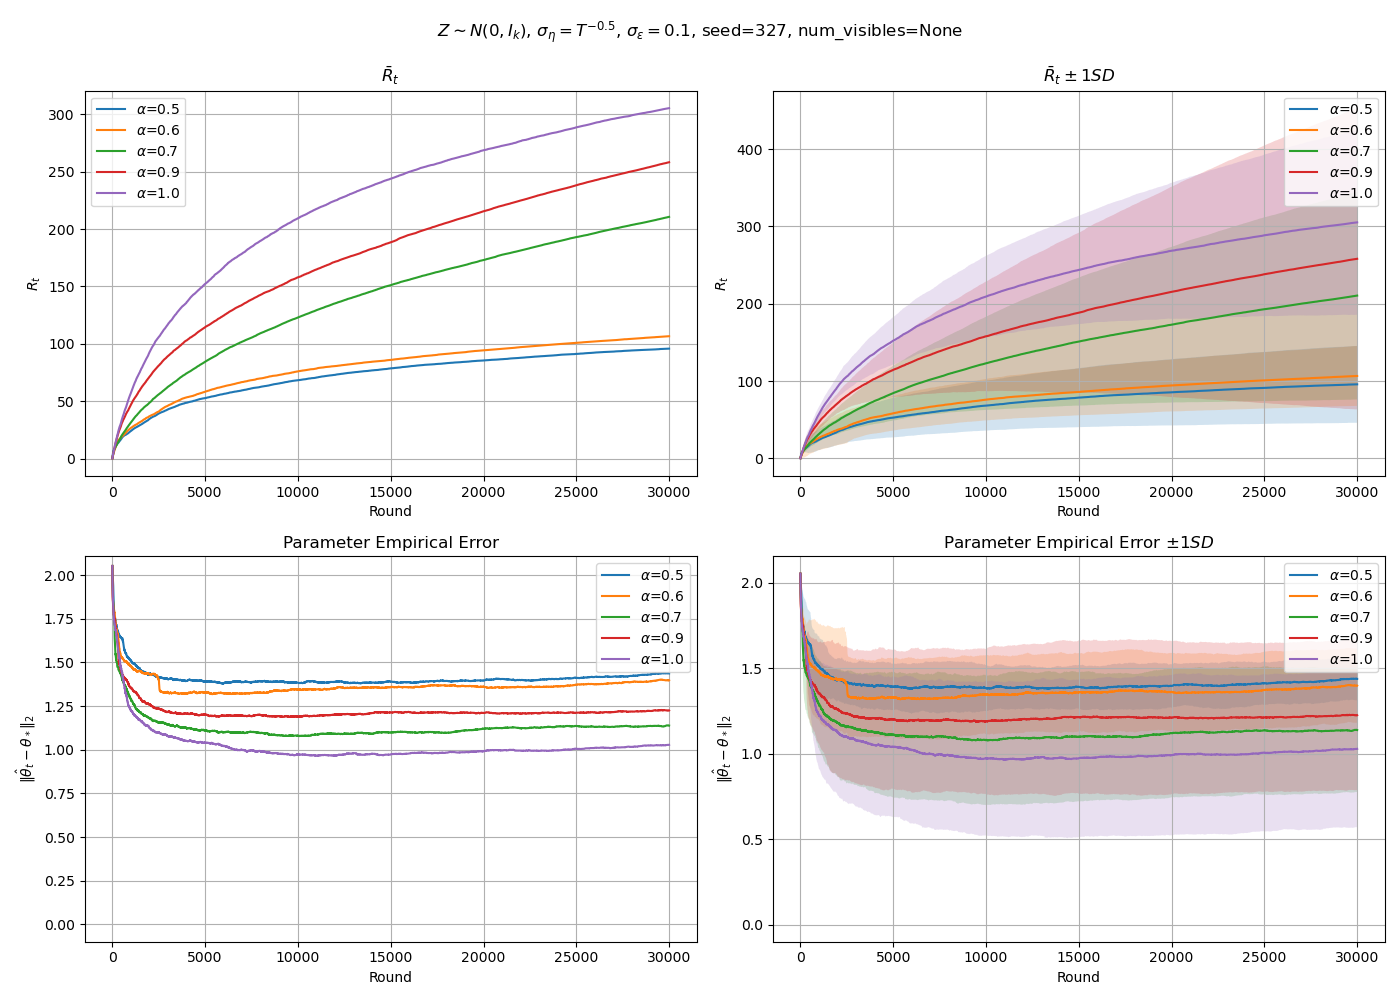 Z ∼ N(0, I_k), σ_η = T^{−0.5}, σ_ε = 0.1, seed=327, num_visibles=None
R̄_t
300
250
200
150
100
50
0
R_t
α=0.5
α=0.6
α=0.7
α=0.9
α=1.0
0 5000 10000 15000 20000 25000 30000
Round
R̄_t ± 1SD
400
300
200
100
0
R_t
α=0.5
α=0.6
α=0.7
α=0.9
α=1.0
0 5000 10000 15000 20000 25000 30000
Round
Parameter Empirical Error
2.00
1.75
1.50
1.25
1.00
0.75
0.50
0.25
0.00
‖θ̂_t − θ_*‖_2
α=0.5
α=0.6
α=0.7
α=0.9
α=1.0
0 5000 10000 15000 20000 25000 30000
Round
Parameter Empirical Error ±1SD
2.0
1.5
1.0
0.5
0.0
‖θ̂_t − θ_*‖_2
α=0.5
α=0.6
α=0.7
α=0.9
α=1.0
0 5000 10000 15000 20000 25000 30000
Round